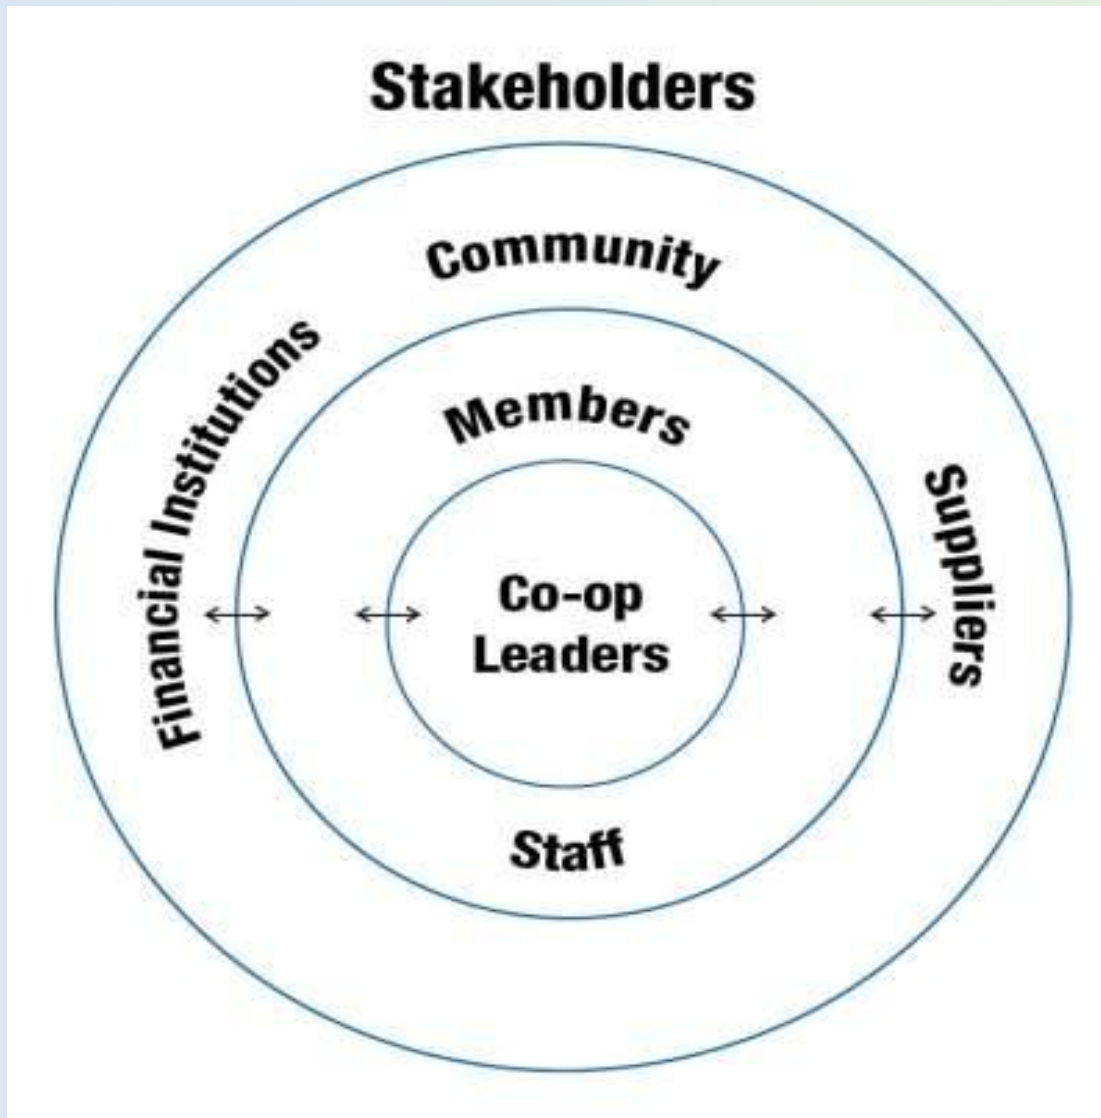 Stakeholders
Community
Financial Institutions
Members
Suppliers
Co-op
Leaders
Staff